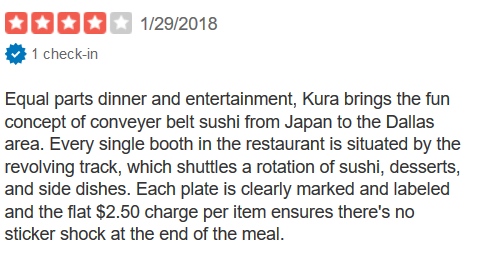 1/29/2018
1 check-in
Equal parts dinner and entertainment, Kura brings the fun
concept of conveyer belt sushi from Japan to the Dallas
area. Every single booth in the restaurant is situated by the
revolving track, which shuttles a rotation of sushi, desserts,
and side dishes. Each plate is clearly marked and labeled
and the flat $2.50 charge per item ensures there's no
sticker shock at the end of the meal.